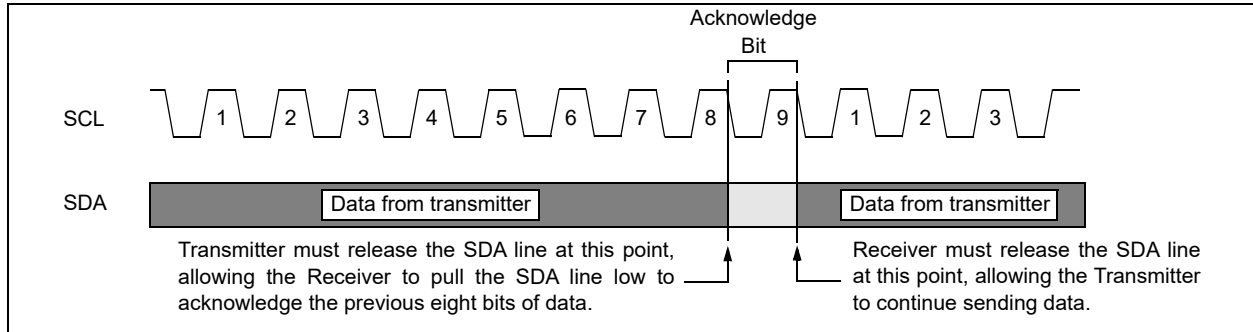 Acknowledge
Bit
SCL
1 2 3 4 5 6 7 8 9 1 2 3
SDA
Data from transmitter
Data from transmitter
Transmitter must release the SDA line at this point,
allowing the Receiver to pull the SDA line low to
acknowledge the previous eight bits of data.
Receiver must release the SDA line
at this point, allowing the Transmitter
to continue sending data.